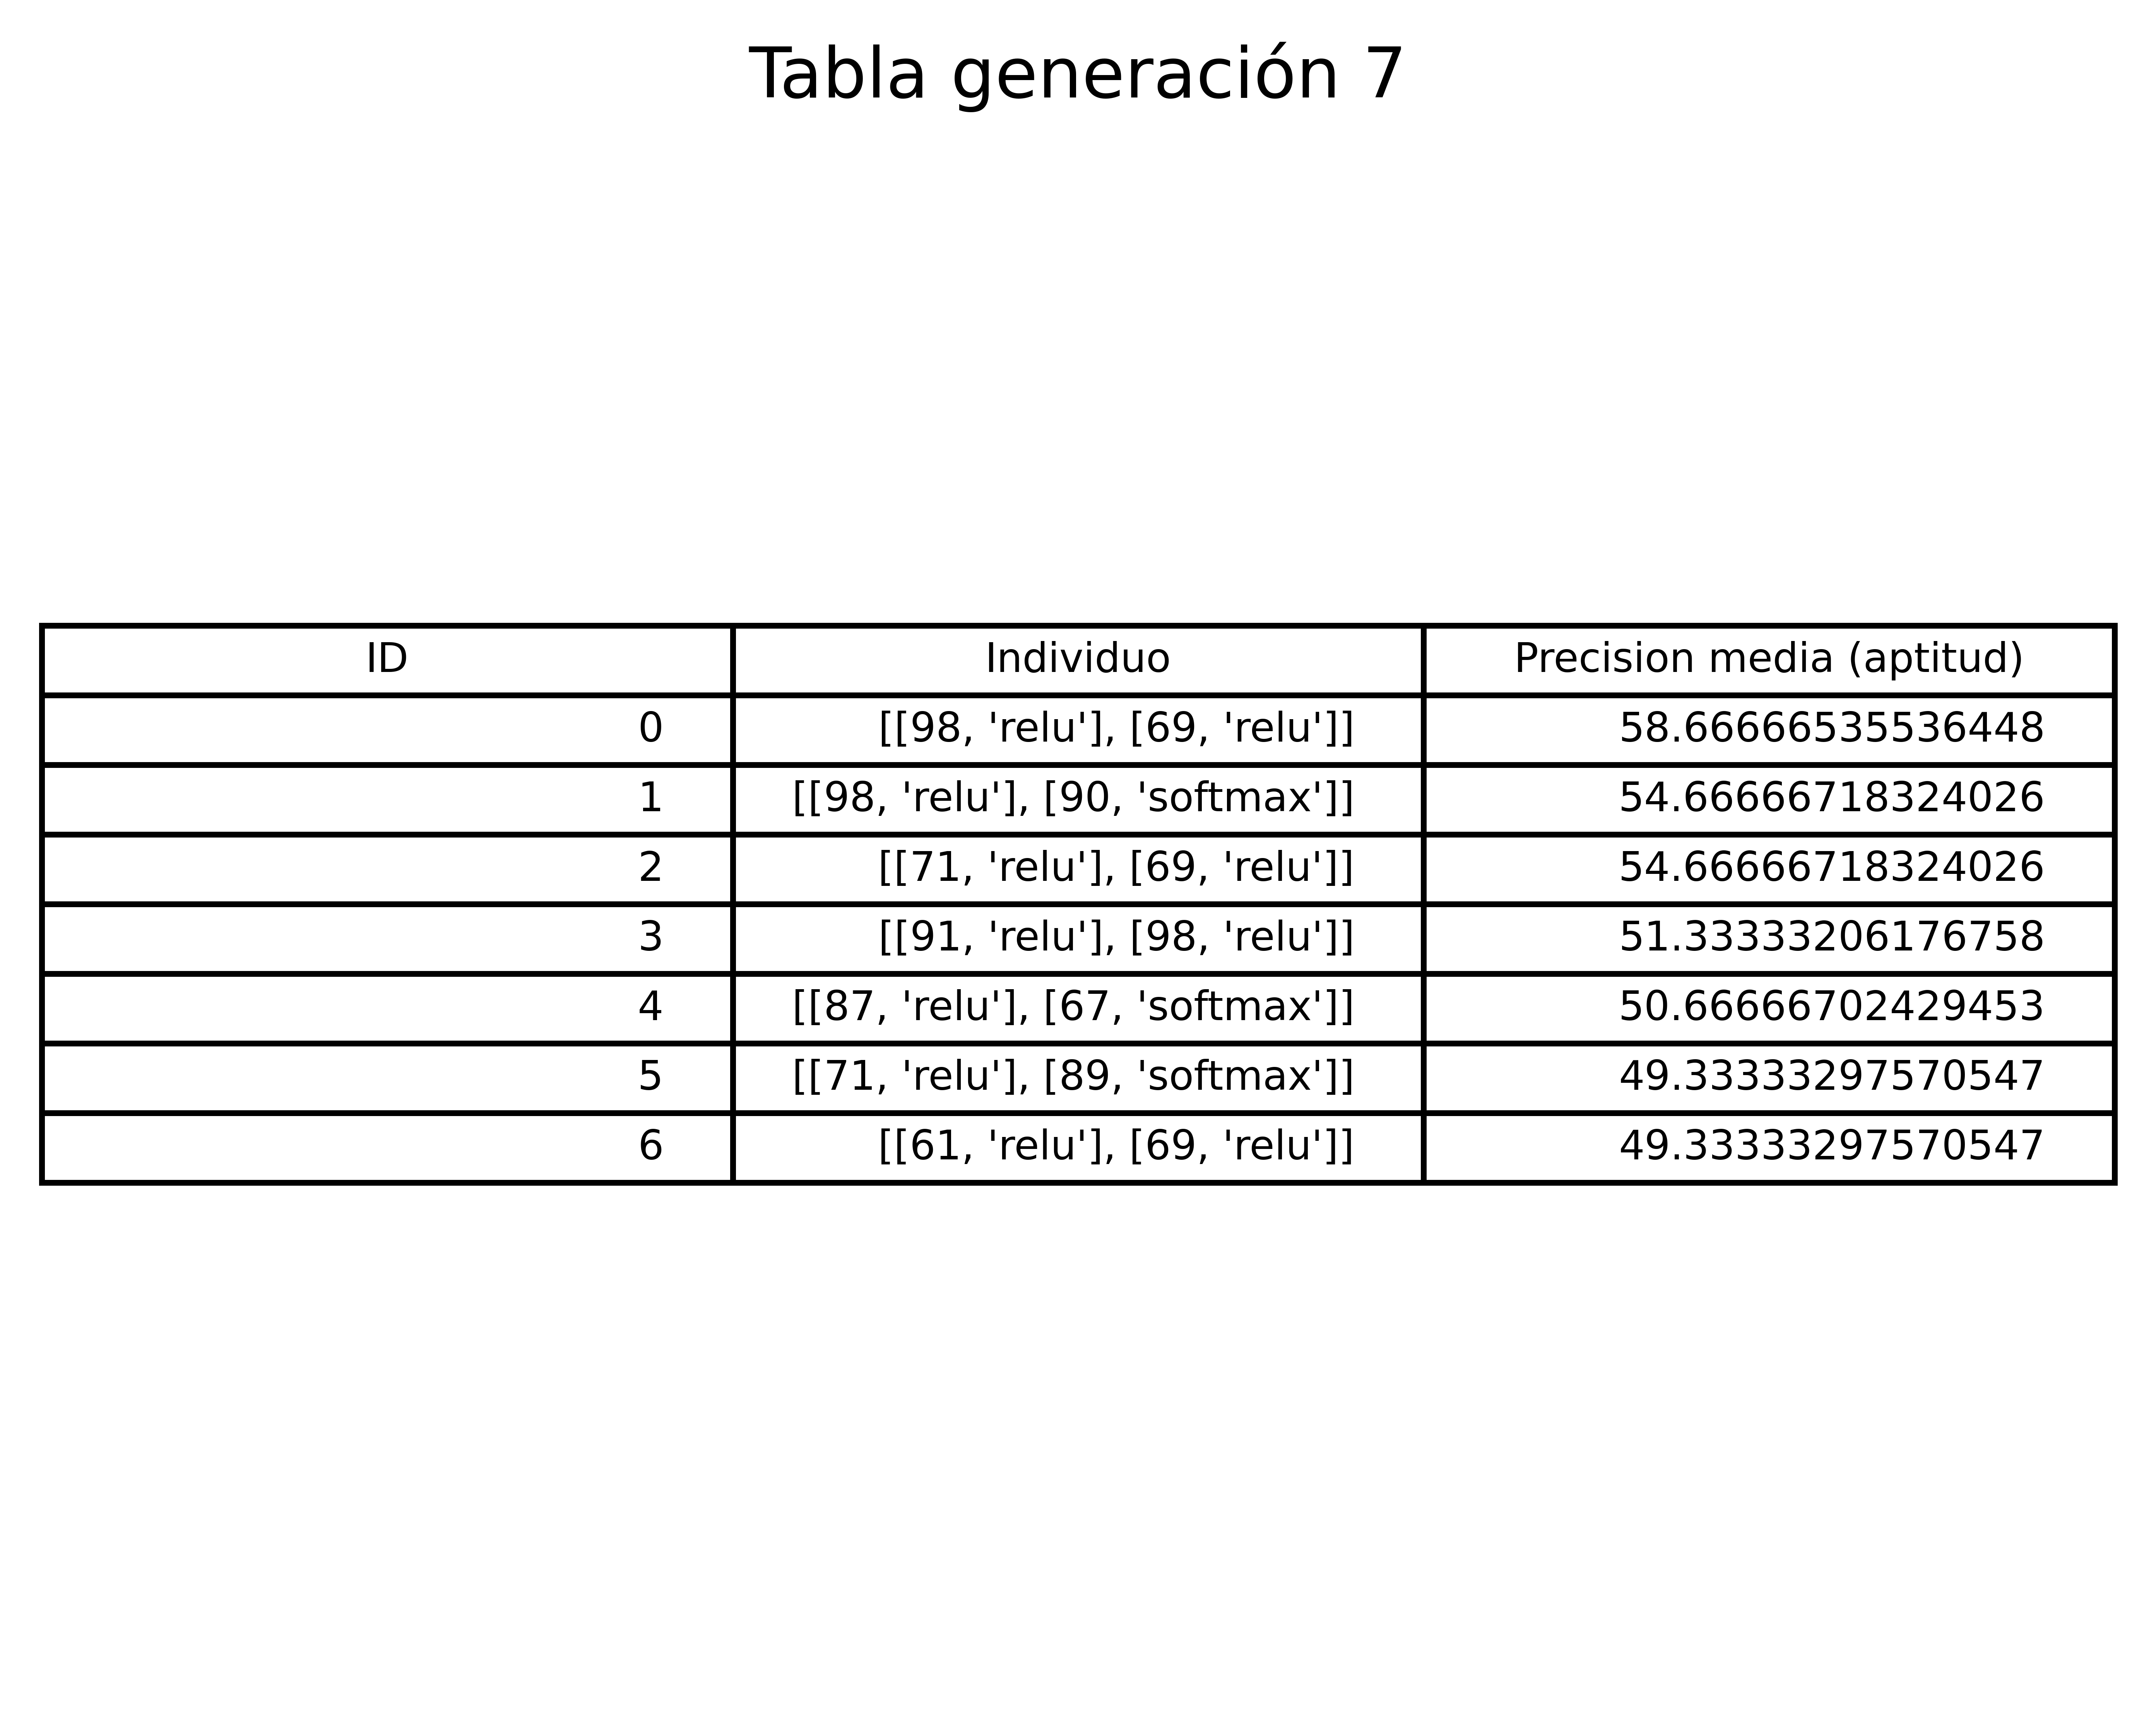 Tabla generación 7
ID Individuo Precision media (aptitud)
0 [[98, 'relu'], [69, 'relu']] 58.66666535536448
1 [[98, 'relu'], [90, 'softmax']] 54.66666718324026
2 [[71, 'relu'], [69, 'relu']] 54.66666718324026
3 [[91, 'relu'], [98, 'relu']] 51.33333206176758
4 [[87, 'relu'], [67, 'softmax']] 50.66666702429453
5 [[71, 'relu'], [89, 'softmax']] 49.33333297570547
6 [[61, 'relu'], [69, 'relu']] 49.33333297570547